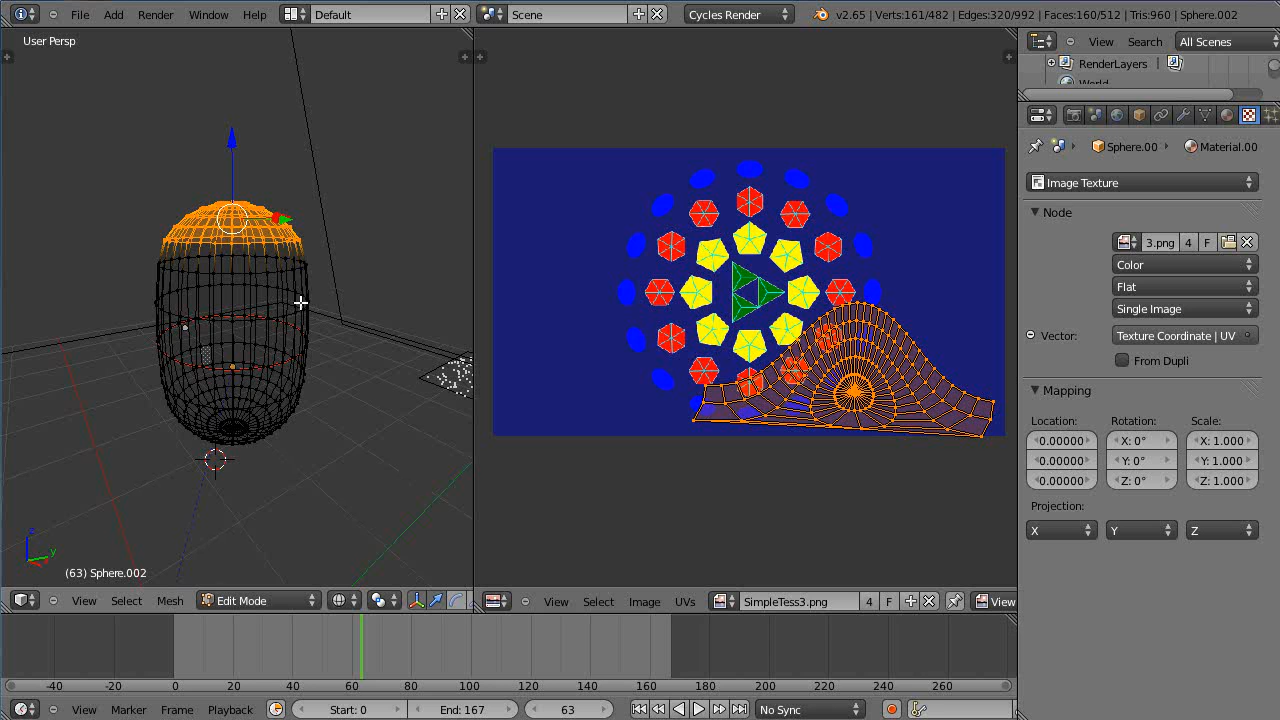 File Add Render Window Help Default Scene Cycles Render v2.65 | Verts:161/482 | Edges:320/992 | Faces:160/512 | Tris:960 | Sphere.002
User Persp
View Search All Scenes
RenderLayers
World
Sphere.00 Material.00
Image Texture
Node
3.png 4 F
Color
Flat
Single Image
Vector: Texture Coordinate | UV
From Dupli
Mapping
Location: Rotation: Scale:
0.00000 X: 0° X: 1.000
0.00000 Y: 0° Y: 1.000
0.00000 Z: 0° Z: 1.000
Projection:
X Y Z
z
y
(63) Sphere.002
View Select Mesh Edit Mode View Select Image UVs SimpleTess3.png 4 F View
-40 -20 0 20 40 60 80 100 120 140 160 180 200 220 240 260
View Marker Frame Playback Start: 0 End: 167 63 No Sync